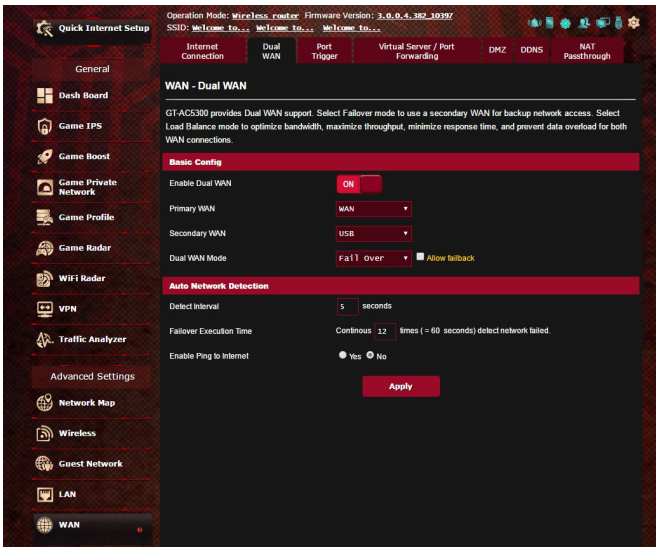 Quick Internet Setup
Operation Mode: Wireless router Firmware Version: 3.0.0.4.382_10397
SSID: Welcome to... Welcome to... Welcome to...
General
Dash Board
Game IPS
Game Boost
Game Private
Network
Game Profile
Game Radar
WiFi Radar
VPN
Traffic Analyzer
Advanced Settings
Network Map
Wireless
Guest Network
LAN
WAN
Internet
Connection
Dual
WAN
Port
Trigger
Virtual Server / Port
Forwarding
DMZ
DDNS
NAT
Passthrough
WAN - Dual WAN
GT-AC5300 provides Dual WAN support. Select Failover mode to use a secondary WAN for backup network access. Select
Load Balance mode to optimize bandwidth, maximize throughput, minimize response time, and prevent data overload for both
WAN connections.
Basic Config
Enable Dual WAN ON
Primary WAN WAN
Secondary WAN USB
Dual WAN Mode Fail Over Allow failback
Auto Network Detection
Detect Interval 5 seconds
Failover Execution Time Continous 12 times ( = 60 seconds) detect network failed.
Enable Ping to Internet Yes No
Apply